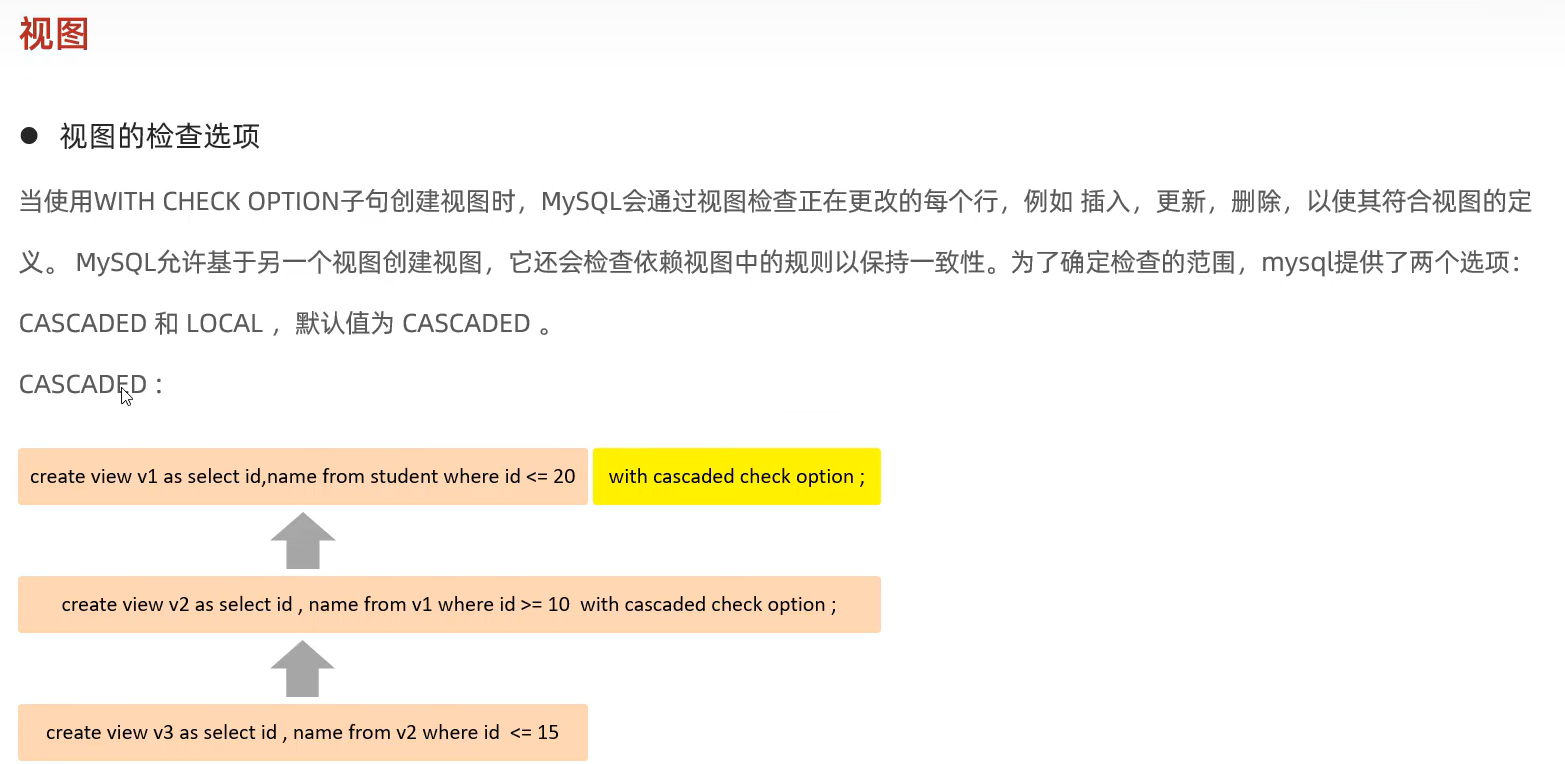 视图
● 视图的检查选项
当使用WITH CHECK OPTION子句创建视图时，MySQL会通过视图检查正在更改的每个行，例如 插入，更新，删除，以使其符合视图的定
义。 MySQL允许基于另一个视图创建视图，它还会检查依赖视图中的规则以保持一致性。为了确定检查的范围，mysql提供了两个选项：
CASCADED 和 LOCAL ，默认值为 CASCADED 。
CASCADED :
create view v1 as select id,name from student where id <= 20 with cascaded check option ;
create view v2 as select id , name from v1 where id >= 10 with cascaded check option ;
create view v3 as select id , name from v2 where id <= 15